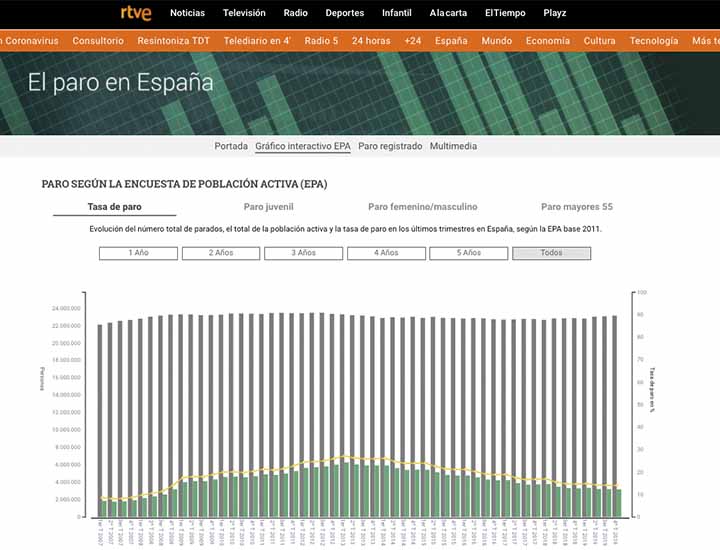 rtve Noticias Televisión Radio Deportes Infantil A la carta El Tiempo Playz
n Coronavirus Consultorio Resintoniza TDT Telediario en 4' Radio 5 24 horas +24 España Mundo Economía Cultura Tecnología Más te
El paro en España
Portada Gráfico interactivo EPA Paro registrado Multimedia
PARO SEGÚN LA ENCUESTA DE POBLACIÓN ACTIVA (EPA)
Tasa de paro Paro juvenil Paro femenino/masculino Paro mayores 55
Evolución del número total de parados, el total de la población activa y la tasa de paro en los últimos trimestres en España, según la EPA base 2011.
1 Año 2 Años 3 Años 4 Años 5 Años Todos
100
24 000 000
90
22 000 000
20 000 000
80
18 000 000
70
16 000 000
60
14 000 000
Personas
Tasa de paro en %
12 000 000
50
10 000 000
40
8 000 000
30
6 000 000
4 000 000
20
2 000 000
10
0
0